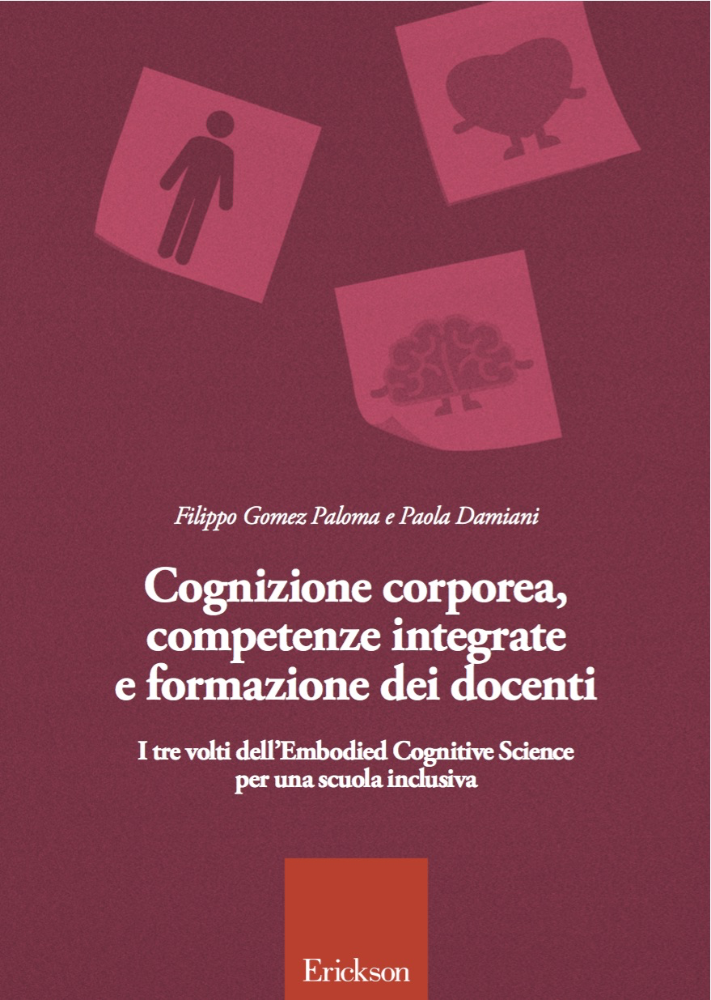 Filippo Gomez Paloma e Paola Damiani
Cognizione corporea,
competenze integrate
e formazione dei docenti
I tre volti dell’Embodied Cognitive Science
per una scuola inclusiva
Erickson